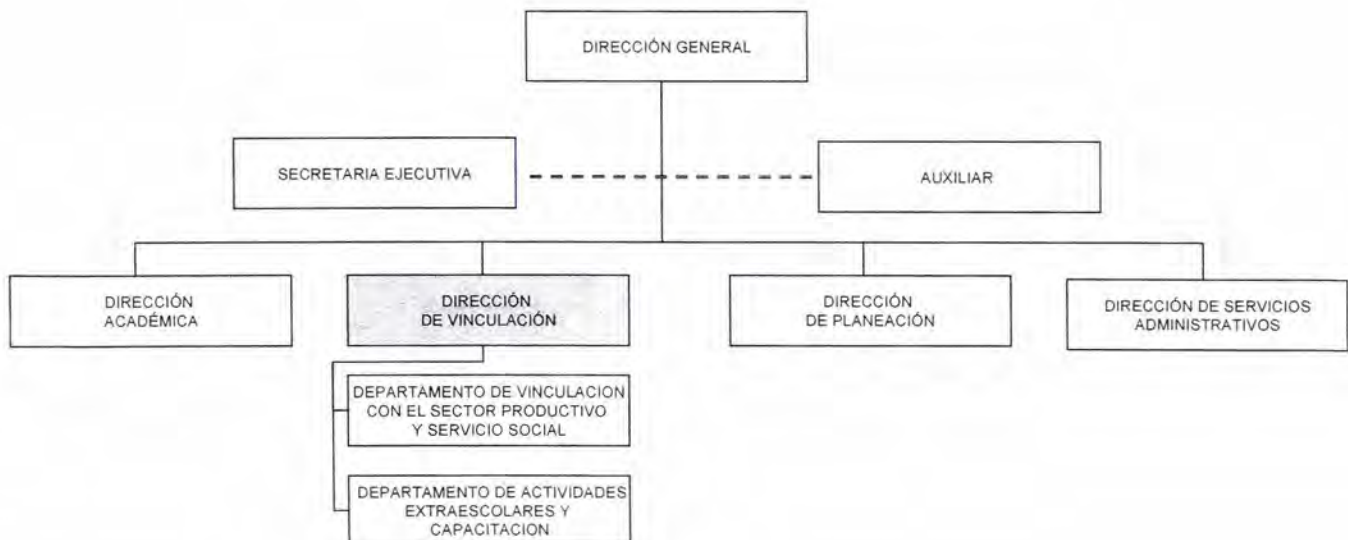 DIRECCIÓN GENERAL
SECRETARIA EJECUTIVA
AUXILIAR
DIRECCIÓN
ACADÉMICA
DIRECCIÓN
DE VINCULACIÓN
DIRECCIÓN
DE PLANEACIÓN
DIRECCIÓN DE SERVICIOS
ADMINISTRATIVOS
DEPARTAMENTO DE VINCULACION
CON EL SECTOR PRODUCTIVO
Y SERVICIO SOCIAL
DEPARTAMENTO DE ACTIVIDADES
EXTRAESCOLARES Y
CAPACITACION